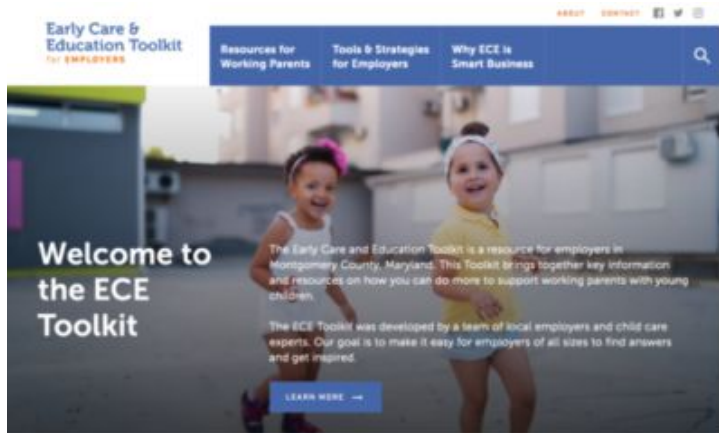 ABOUT CONTACT
Early Care &
Education Toolkit
for EMPLOYERS
Resources for
Working Parents
Tools & Strategies
for Employers
Why ECE is
Smart Business
Welcome to
the ECE
Toolkit
The Early Care and Education Toolkit is a resource for employers in
Montgomery County, Maryland. This Toolkit brings together key information
and resources on how you can do more to support working parents with young
children.
The ECE Toolkit was developed by a team of local employers and child care
experts. Our goal is to make it easy for employers of all sizes to find answers
and get inspired.
LEARN MORE →